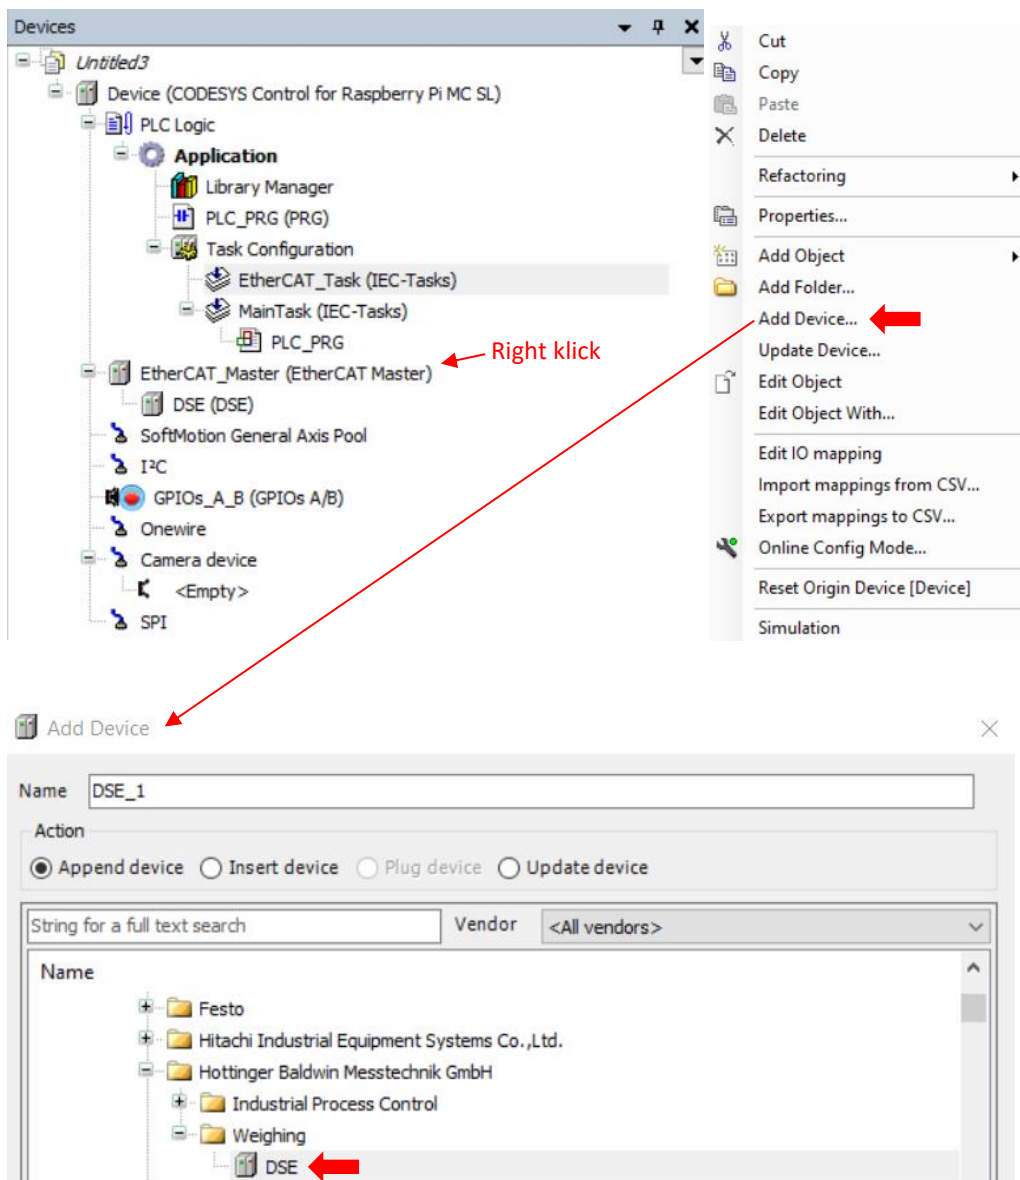 Devices
Untitled3
Device (CODESYS Control for Raspberry Pi MC SL)
PLC Logic
Application
Library Manager
PLC_PRG (PRG)
Task Configuration
EtherCAT_Task (IEC-Tasks)
MainTask (IEC-Tasks)
PLC_PRG
EtherCAT_Master (EtherCAT Master)
DSE (DSE)
SoftMotion General Axis Pool
I²C
GPIOs_A_B (GPIOs A/B)
Onewire
Camera device
<Empty>
SPI
Right klick
Cut
Copy
Paste
Delete
Refactoring
Properties...
Add Object
Add Folder...
Add Device...
Update Device...
Edit Object
Edit Object With...
Edit IO mapping
Import mappings from CSV...
Export mappings to CSV...
Online Config Mode...
Reset Origin Device [Device]
Simulation
Add Device
Name DSE_1
Action
Append device Insert device Plug device Update device
String for a full text search Vendor <All vendors>
Name
Festo
Hitachi Industrial Equipment Systems Co.,Ltd.
Hottinger Baldwin Messtechnik GmbH
Industrial Process Control
Weighing
DSE